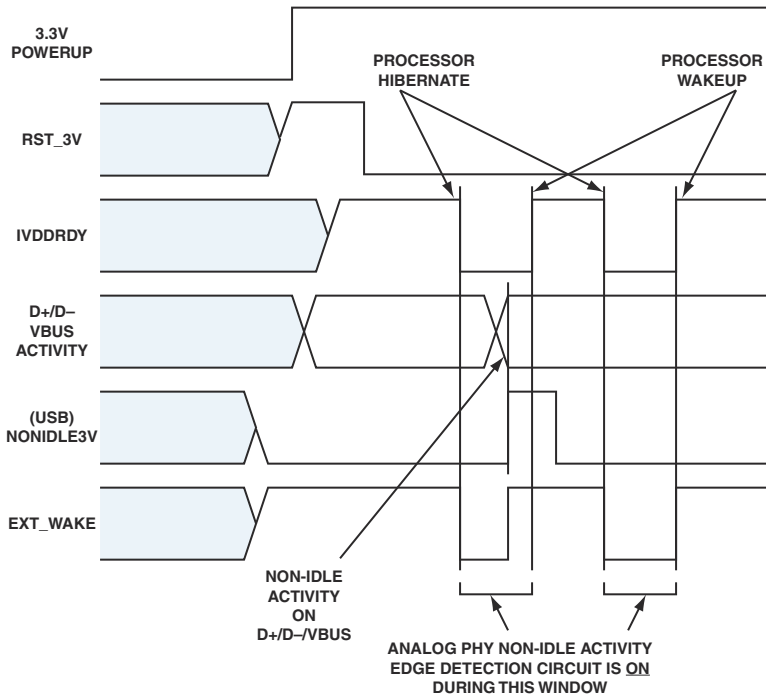 3.3V
POWERUP
PROCESSOR
HIBERNATE
PROCESSOR
WAKEUP
RST_3V
IVDDRDY
D+/D–
VBUS
ACTIVITY
(USB)
NONIDLE3V
EXT_WAKE
NON-IDLE
ACTIVITY
ON
D+/D–/VBUS
ANALOG PHY NON-IDLE ACTIVITY
EDGE DETECTION CIRCUIT IS ON
DURING THIS WINDOW